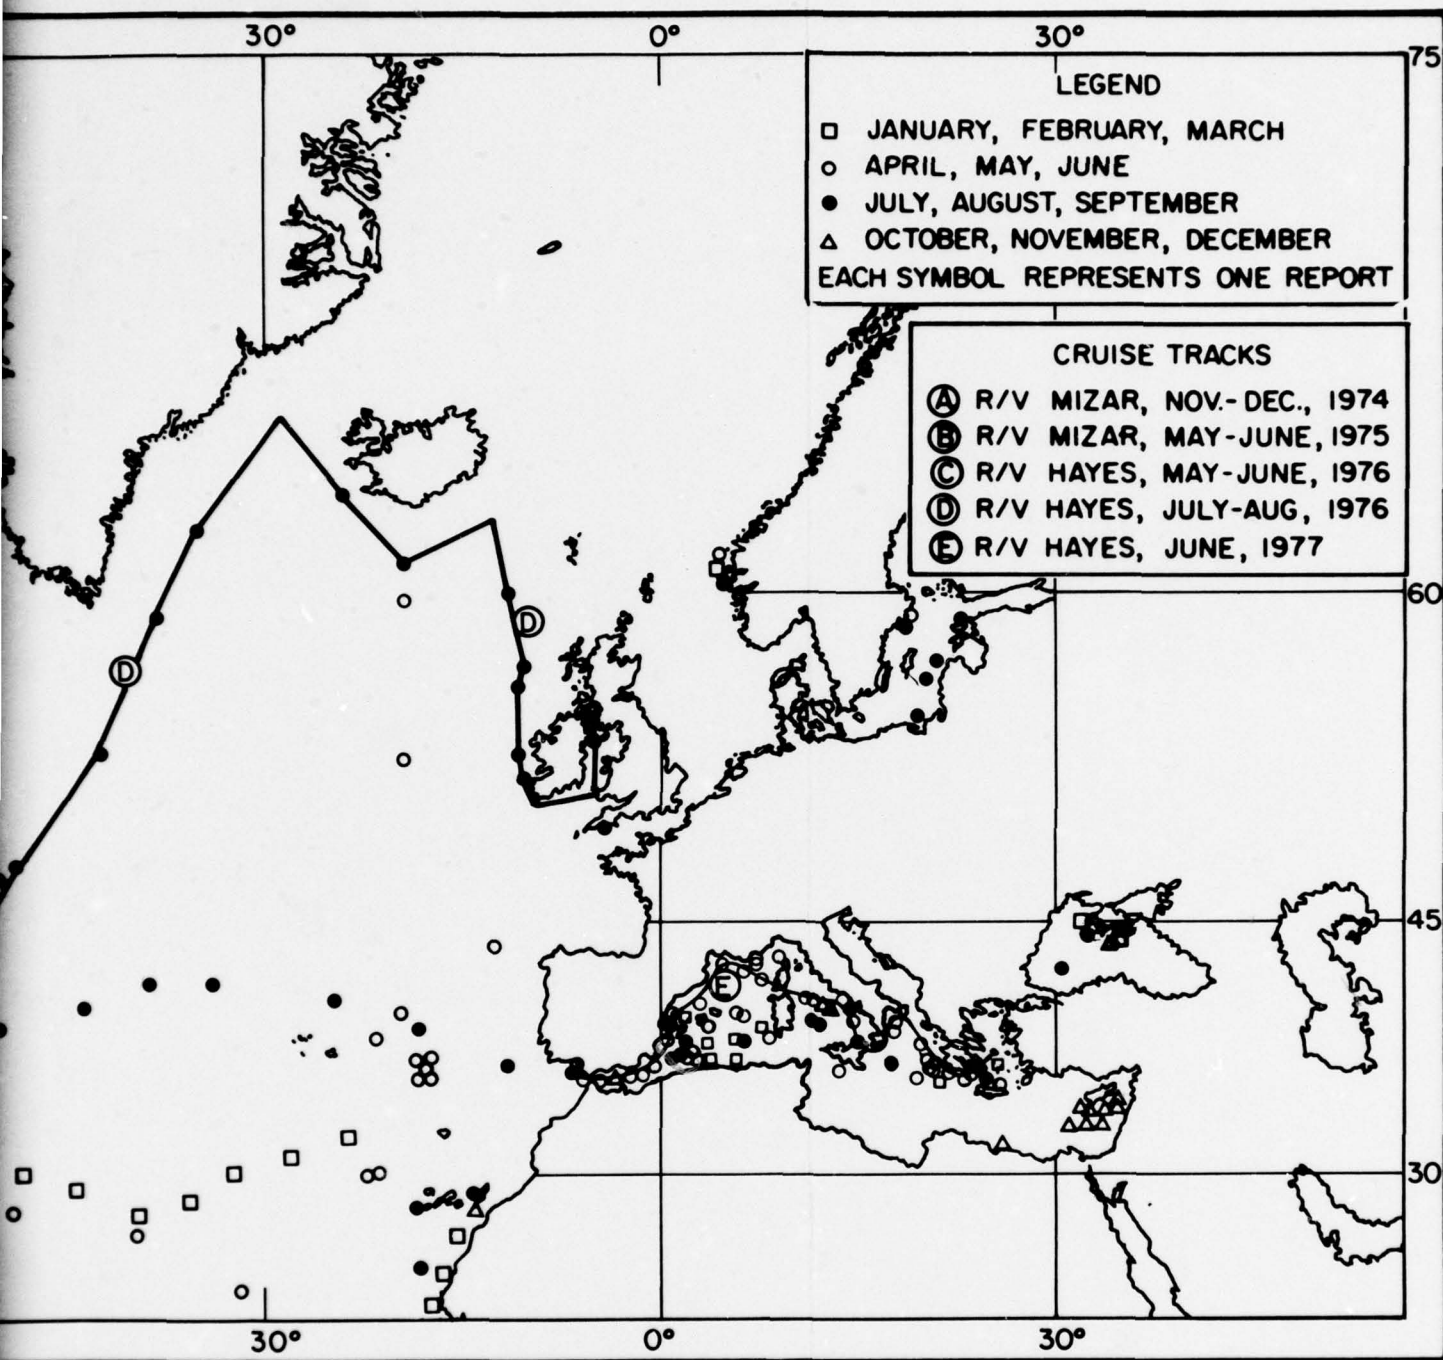 30° 0° 30°
75
LEGEND
□ JANUARY, FEBRUARY, MARCH
○ APRIL, MAY, JUNE
● JULY, AUGUST, SEPTEMBER
△ OCTOBER, NOVEMBER, DECEMBER
EACH SYMBOL REPRESENTS ONE REPORT
CRUISE TRACKS
Ⓐ R/V MIZAR, NOV.-DEC., 1974
Ⓑ R/V MIZAR, MAY-JUNE, 1975
Ⓒ R/V HAYES, MAY-JUNE, 1976
Ⓓ R/V HAYES, JULY-AUG, 1976
Ⓔ R/V HAYES, JUNE, 1977
60
D
D
45
E
30
30° 0° 30°